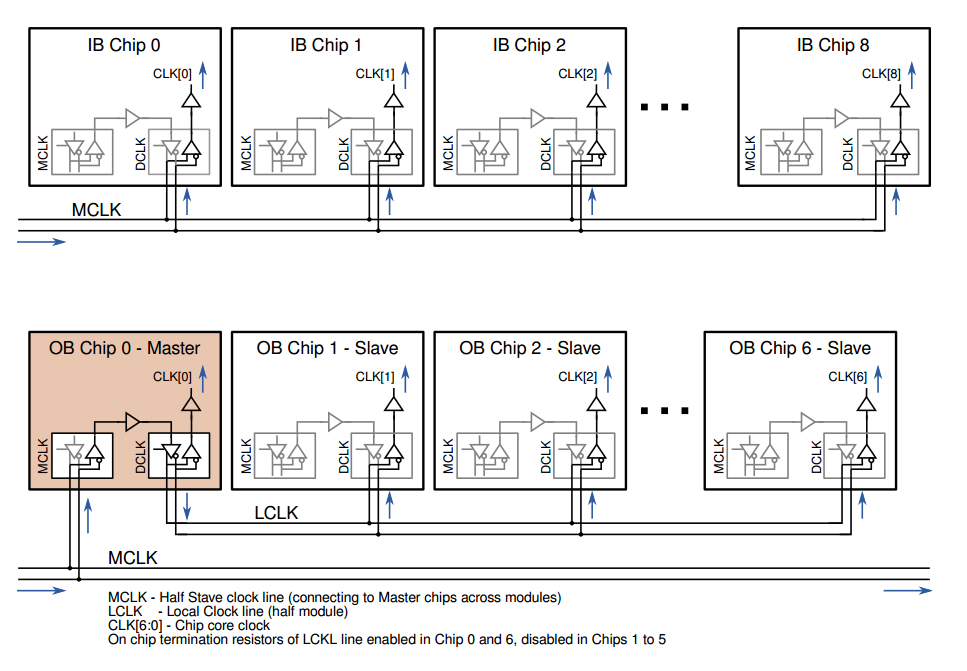 IB Chip 0
IB Chip 1
IB Chip 2
IB Chip 8
CLK[0]
CLK[1]
CLK[2]
CLK[8]
MCLK
DCLK
MCLK
DCLK
MCLK
DCLK
MCLK
DCLK
MCLK
OB Chip 0 - Master
OB Chip 1 - Slave
OB Chip 2 - Slave
OB Chip 6 - Slave
CLK[0]
CLK[1]
CLK[2]
CLK[6]
MCLK
DCLK
MCLK
DCLK
MCLK
DCLK
MCLK
DCLK
LCLK
MCLK
MCLK - Half Stave clock line (connecting to Master chips across modules)
LCLK - Local Clock line (half module)
CLK[6:0] - Chip core clock
On chip termination resistors of LCKL line enabled in Chip 0 and 6, disabled in Chips 1 to 5